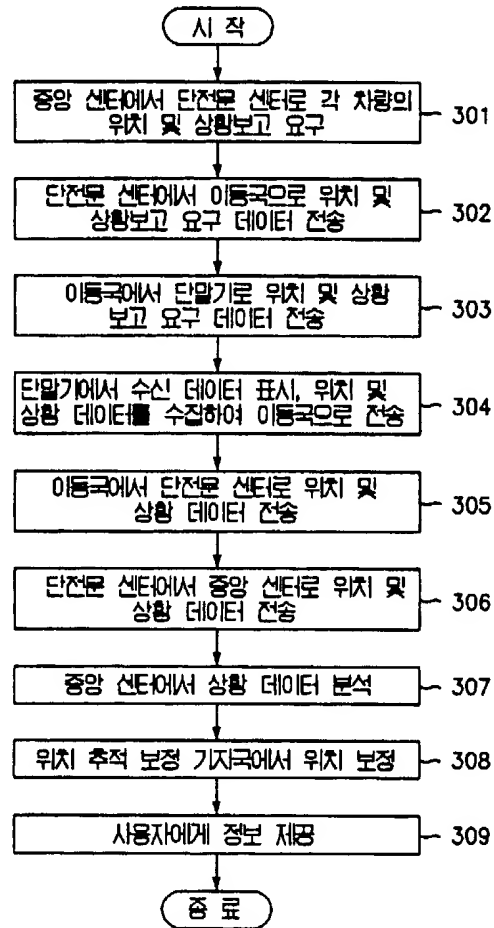 시 작
중앙 센터에서 단전문 센터로 각 차량의
위치 및 상황보고 요구
301
단전문 센터에서 이동국으로 위치 및
상황보고 요구 데이터 전송
302
이동국에서 단말기로 위치 및 상황
보고 요구 데이터 전송
303
단말기에서 수신 데이터 표시, 위치 및
상황 데이터를 수집하여 이동국으로 전송
304
이동국에서 단전문 센터로 위치 및
상황 데이터 전송
305
단전문 센터에서 중앙 센터로 위치 및
상황 데이터 전송
306
중앙 센터에서 상황 데이터 분석
307
위치 추적 보정 기지국에서 위치 보정
308
사용자에게 정보 제공
309
종 료